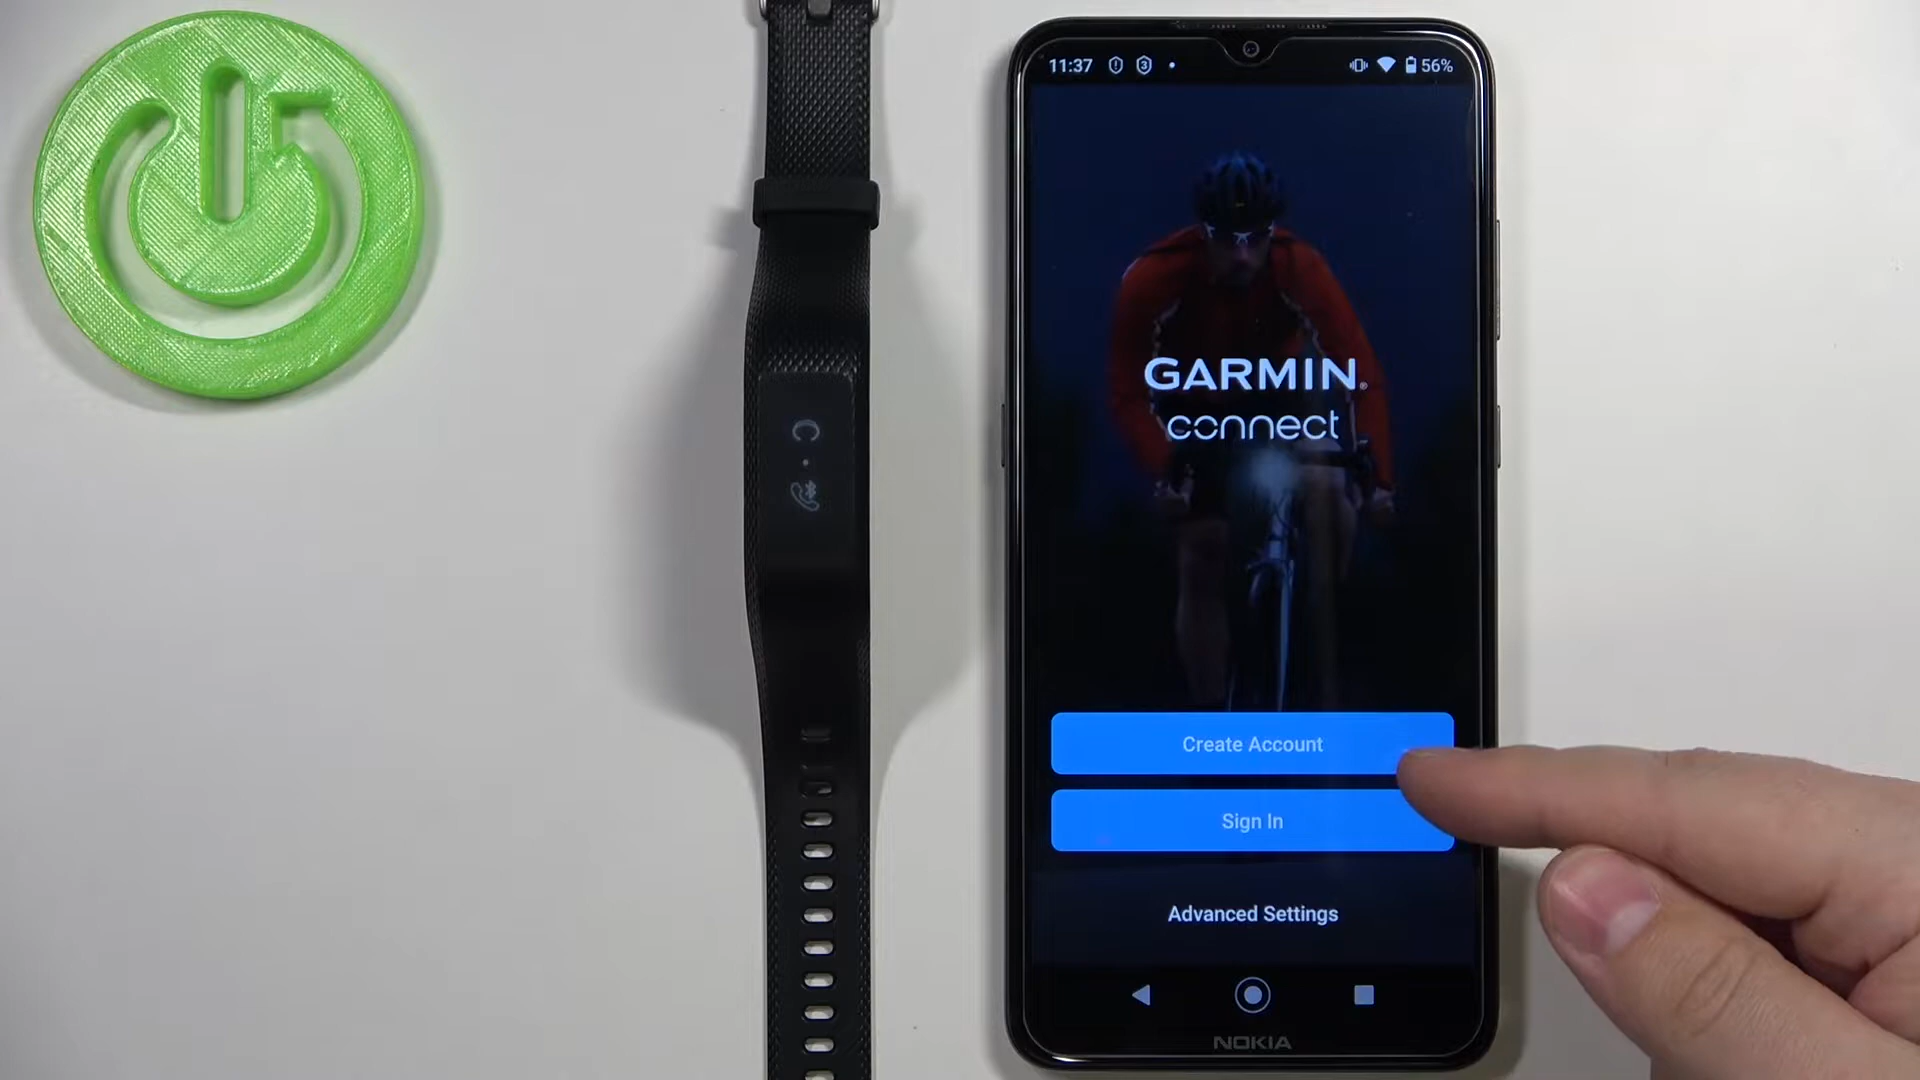 11:37
56%
GARMIN
connect
Create Account
Sign In
Advanced Settings
NOKIA